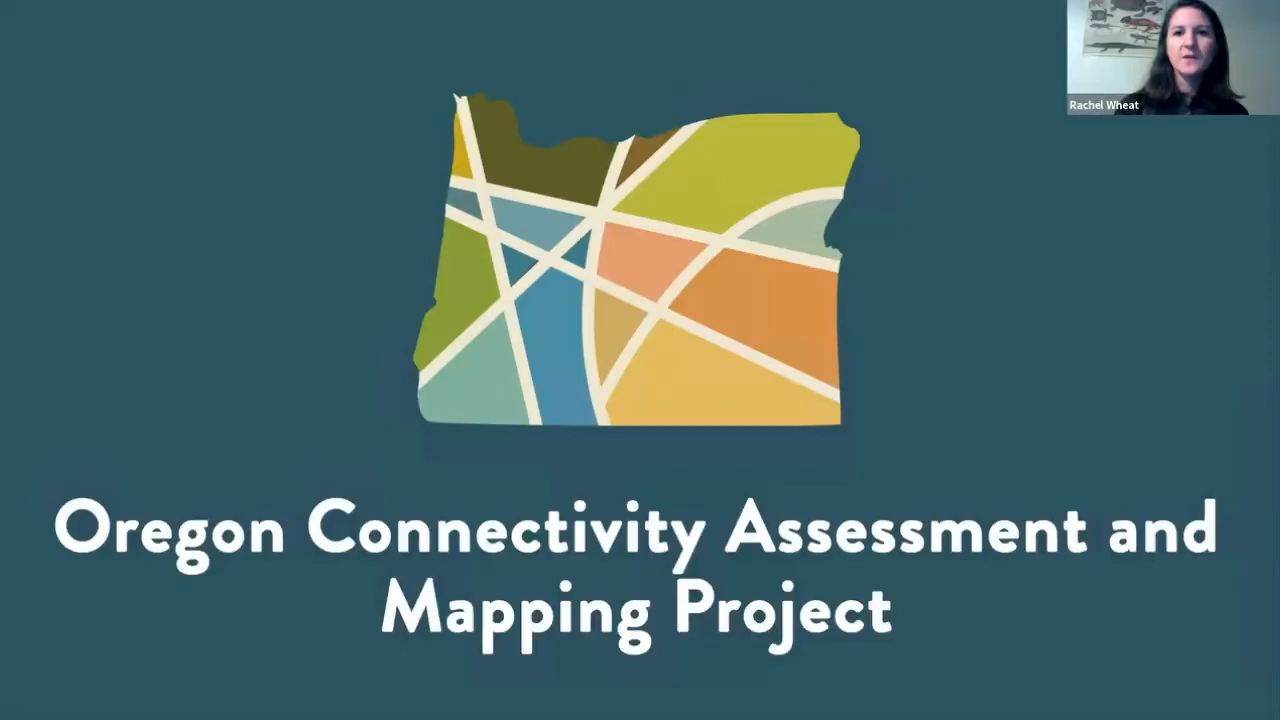 Rachel Wheat
Oregon Connectivity Assessment and
Mapping Project